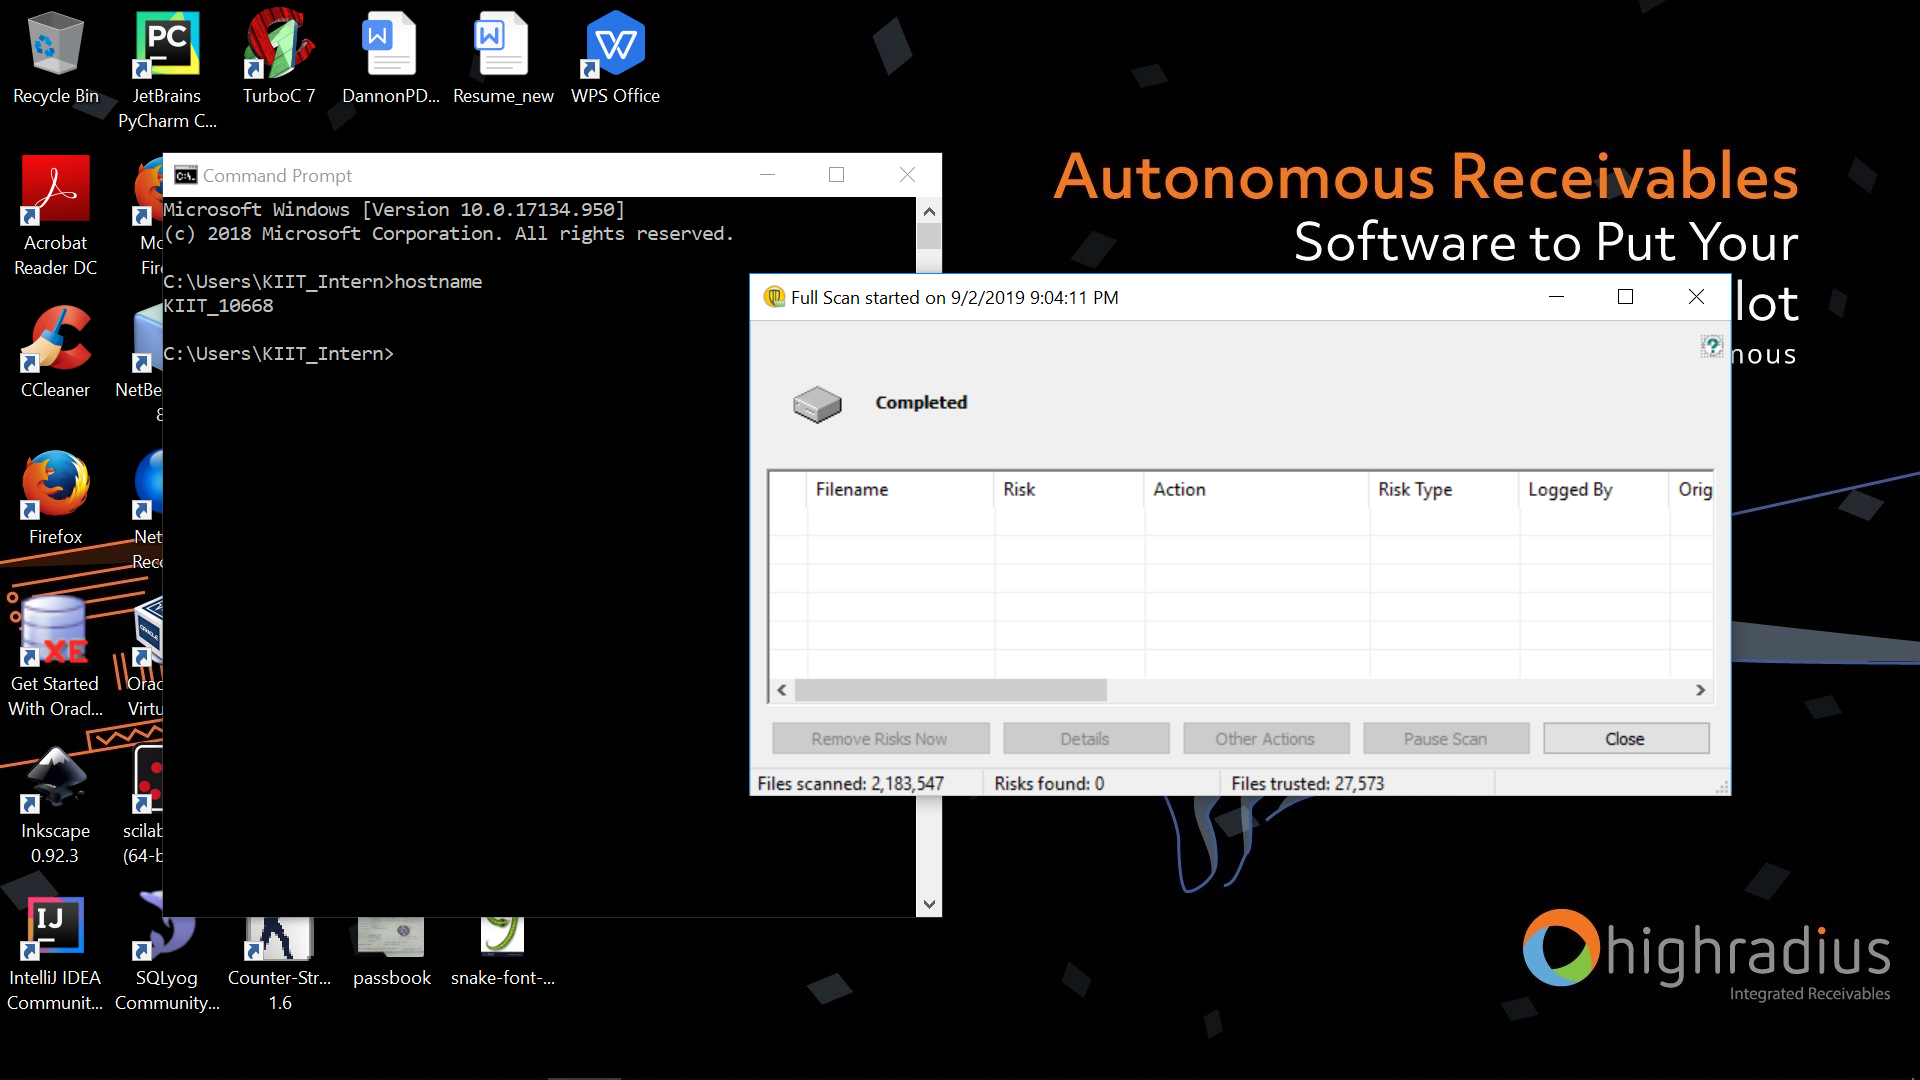 Recycle Bin
JetBrains
PyCharm C...
TurboC 7
DannonPD...
Resume_new
WPS Office
Acrobat
Reader DC
Mo
Fire
CCleaner
NetBe
8
Firefox
Net
Reco
Get Started
With Oracl...
Orac
Virtu
Inkscape
0.92.3
scilab
(64-b
IntelliJ IDEA
Communit...
SQLyog
Community...
Counter-Str...
1.6
passbook
snake-font-...
Command Prompt
Microsoft Windows [Version 10.0.17134.950]
(c) 2018 Microsoft Corporation. All rights reserved.
C:\Users\KIIT_Intern>hostname
KIIT_10668
C:\Users\KIIT_Intern>
Autonomous Receivables
Software to Put Your
lot
nous
Full Scan started on 9/2/2019 9:04:11 PM
Completed
Filename Risk Action Risk Type Logged By Orig
Remove Risks Now Details Other Actions Pause Scan Close
Files scanned: 2,183,547 Risks found: 0 Files trusted: 27,573
highradius
Integrated Receivables